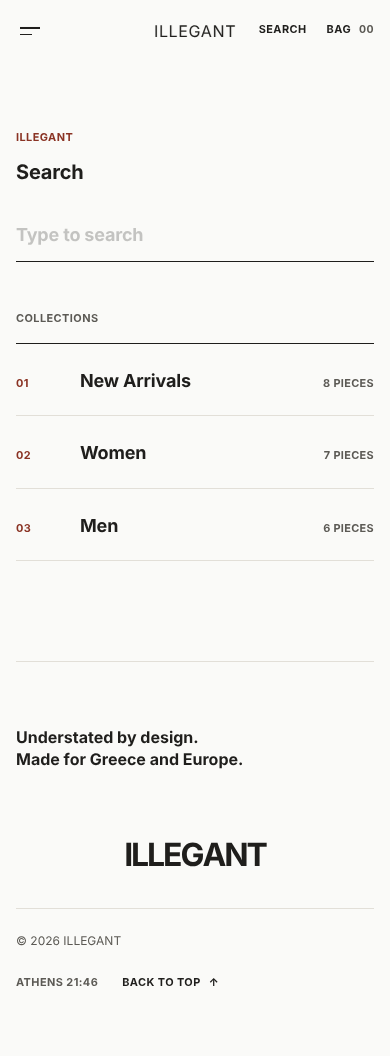 ILLEGANT SEARCH BAG 00
ILLEGANT
Search
Type to search
COLLECTIONS
01 New Arrivals 8 PIECES
02 Women 7 PIECES
03 Men 6 PIECES
Understated by design.
Made for Greece and Europe.
ILLEGANT
© 2026 ILLEGANT
ATHENS 21:46 BACK TO TOP ↑